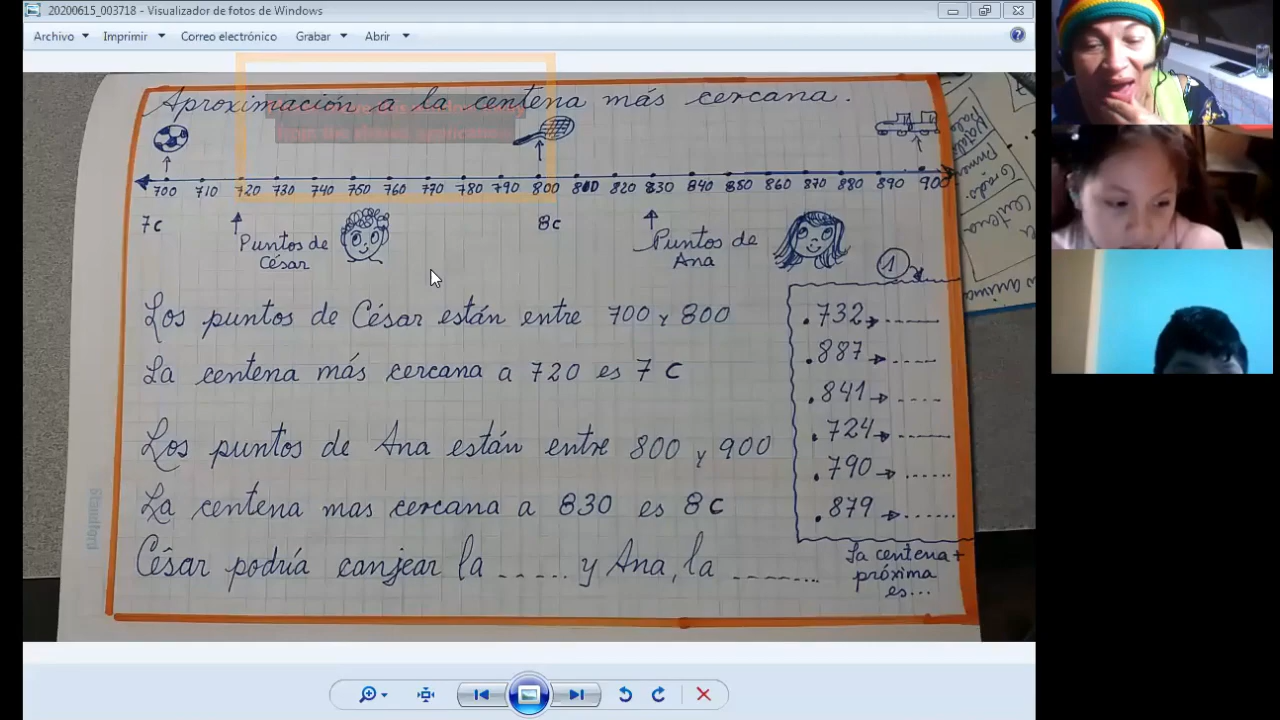 20200615_003718 - Visualizador de fotos de Windows
Archivo Imprimir Correo electrónico Grabar Abrir
Aproximación a la centena más cercana.
700 710 720 730 740 750 760 770 780 790 800 810 820 830 840 850 860 870 880 890 900
7c 8c
Puntos de
César
Puntos de
Ana
1
Los puntos de César están entre 700 y 800
La centena más cercana a 720 es 7 c
Los puntos de Ana están entre 800 y 900
La centena mas cercana a 830 es 8 c
César podría canjear la ..... y Ana, la .......
.732→......
.887→.....
.841→....
.724→......
.790→......
.879→......
La centena +
próxima
es...
Stanford